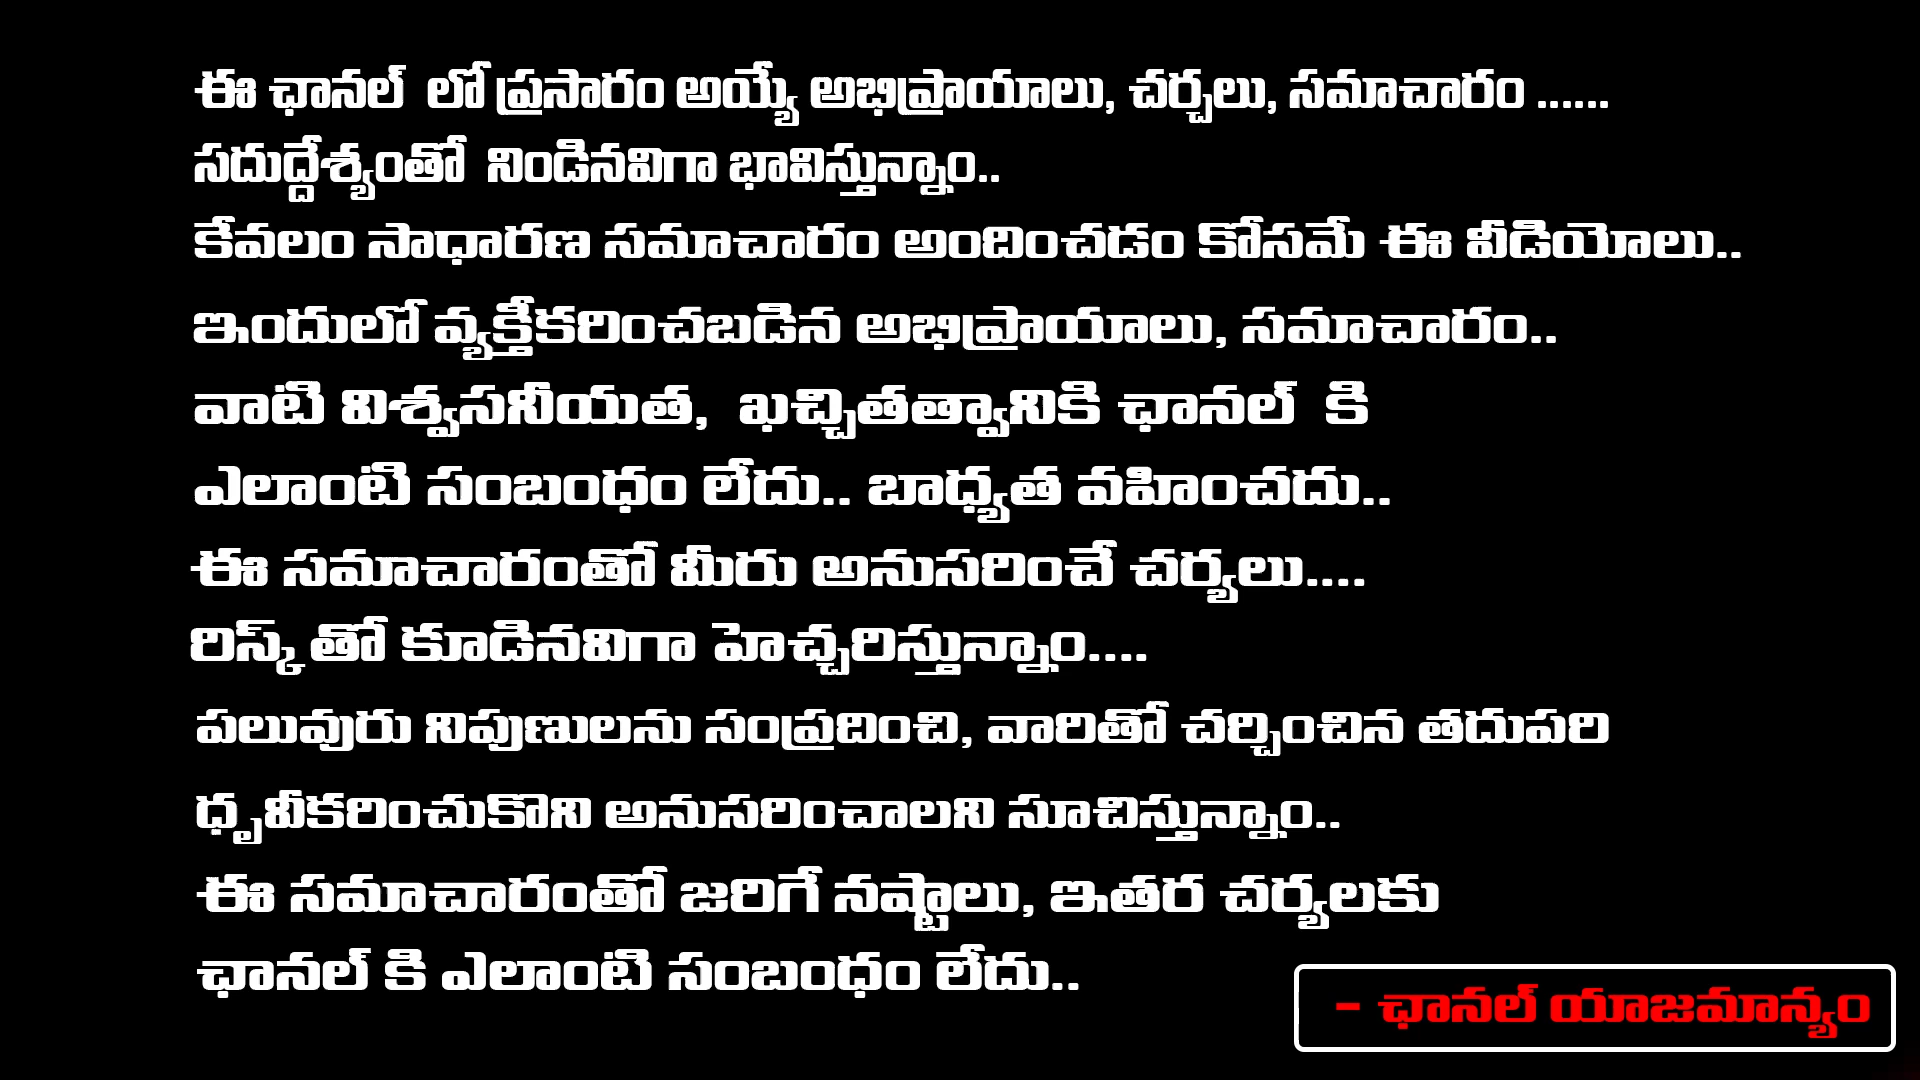 ఈ ఛానల్ లో ప్రసారం అయ్యే అభిప్రాయాలు, చర్చలు, సమాచారం ......
సదుద్దేశ్యంతో నిండినవిగా భావిస్తున్నాం..
కేవలం సాధారణ సమాచారం అందించడం కోసమే ఈ వీడియోలు..
ఇందులో వ్యక్తీకరించబడిన అభిప్రాయాలు, సమాచారం..
వాటి విశ్వసనీయత, ఖచ్చితత్వానికి ఛానల్ కి
ఎలాంటి సంబంధం లేదు.. బాధ్యత వహించదు..
ఈ సమాచారంతో మీరు అనుసరించే చర్యలు....
రిస్క్ తో కూడినవిగా హెచ్చరిస్తున్నాం....
పలువురు నిపుణులను సంప్రదించి, వారితో చర్చించిన తదుపరి
ధృవీకరించుకొని అనుసరించాలని సూచిస్తున్నాం..
ఈ సమాచారంతో జరిగే నష్టాలు, ఇతర చర్యలకు
ఛానల్ కి ఎలాంటి సంబంధం లేదు..
- ఛానల్ యాజమాన్యం